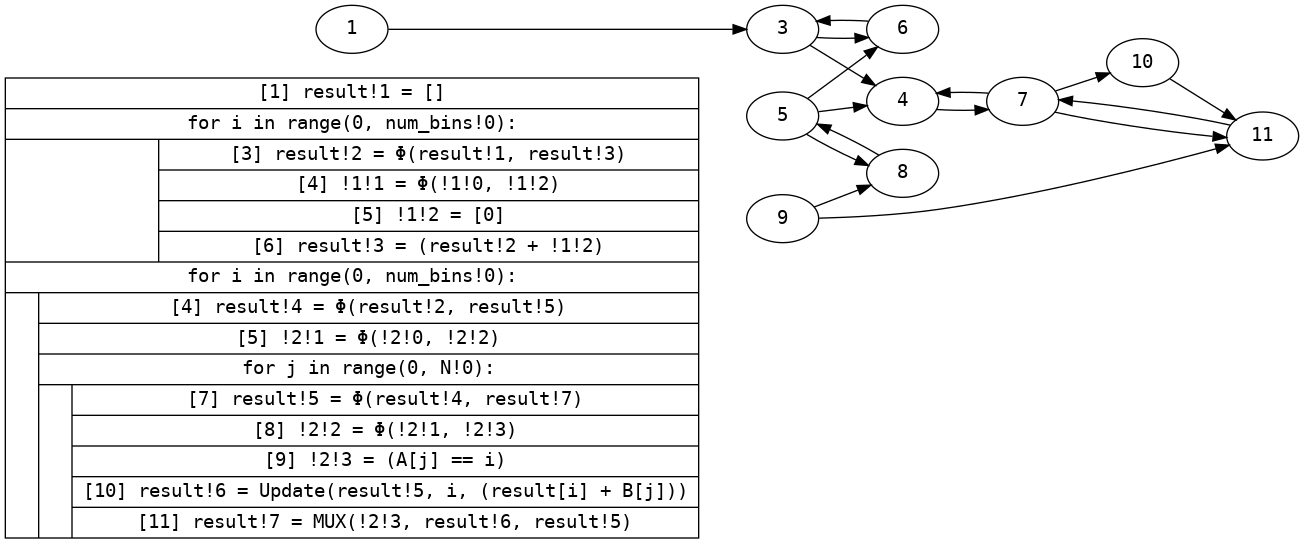 1
3
6
10
5
4
7
11
8
9
[1] result!1 = []
for i in range(0, num_bins!0):
[3] result!2 = Φ(result!1, result!3)
[4] !1!1 = Φ(!1!0, !1!2)
[5] !1!2 = [0]
[6] result!3 = (result!2 + !1!2)
for i in range(0, num_bins!0):
[4] result!4 = Φ(result!2, result!5)
[5] !2!1 = Φ(!2!0, !2!2)
for j in range(0, N!0):
[7] result!5 = Φ(result!4, result!7)
[8] !2!2 = Φ(!2!1, !2!3)
[9] !2!3 = (A[j] == i)
[10] result!6 = Update(result!5, i, (result[i] + B[j]))
[11] result!7 = MUX(!2!3, result!6, result!5)